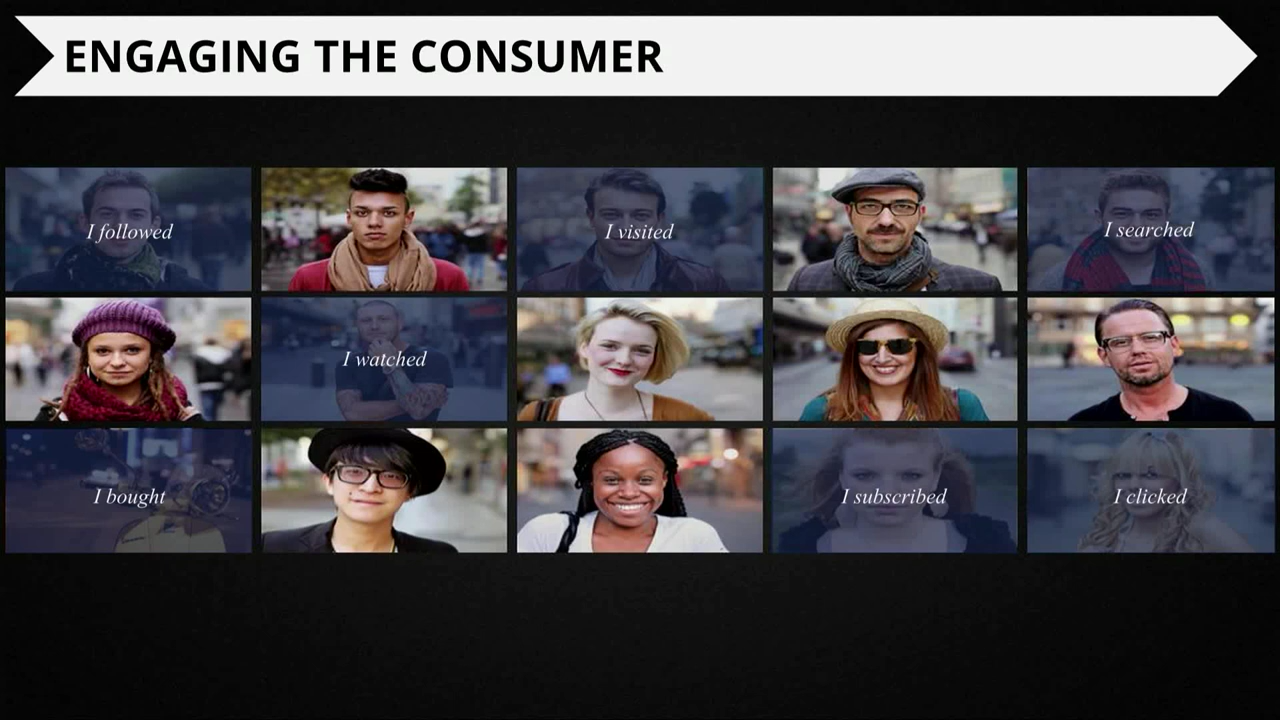 ENGAGING THE CONSUMER
I followed
I visited
I searched
I watched
I bought
I subscribed
I clicked